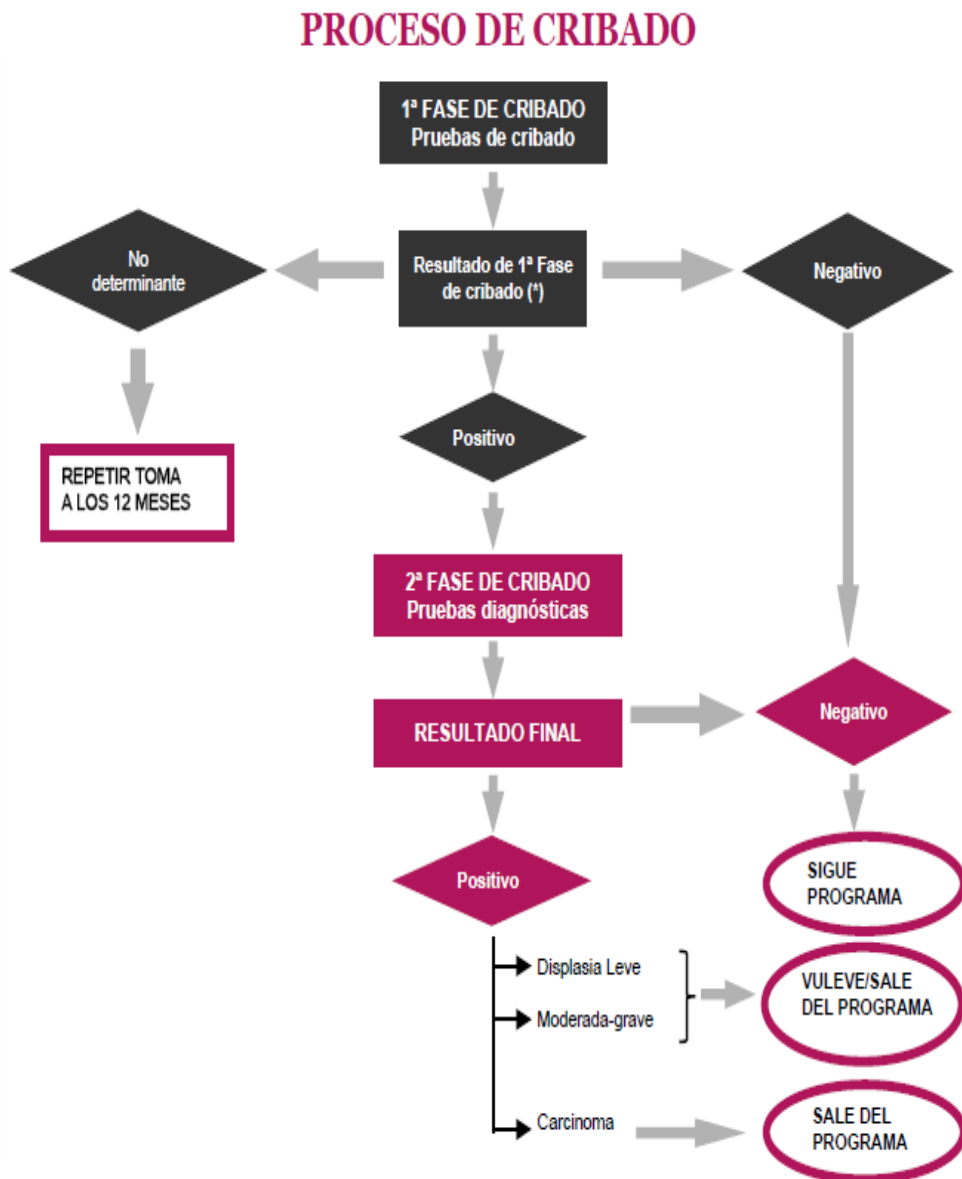 PROCESO DE CRIBADO
1ª FASE DE CRIBADO
Pruebas de cribado
No
determinante
Resultado de 1ª Fase
de cribado (*)
Negativo
Positivo
REPETIR TOMA
A LOS 12 MESES
2ª FASE DE CRIBADO
Pruebas diagnósticas
RESULTADO FINAL
Negativo
Positivo
SIGUE
PROGRAMA
Displasia Leve
Moderada-grave
VULEVE/SALE
DEL PROGRAMA
Carcinoma
SALE DEL
PROGRAMA